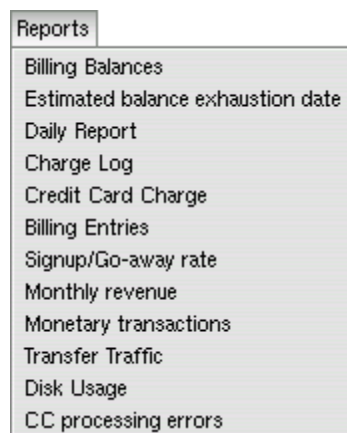 Reports
Billing Balances
Estimated balance exhaustion date
Daily Report
Charge Log
Credit Card Charge
Billing Entries
Signup/Go-away rate
Monthly revenue
Monetary transactions
Transfer Traffic
Disk Usage
CC processing errors